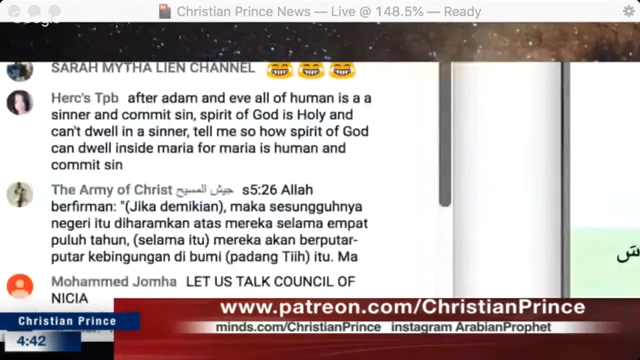 Christian Prince News — Live @ 148.5% — Ready
SARAH MYTHA LIEN CHANNEL
Herc's Tpb after adam and eve all of human is a a
sinner and commit sin, spirit of God is Holy and
can't dwell in a sinner, tell me so how spirit of God
can dwell inside maria for maria is human and
commit sin
The Army of Christ جيش المسيح s5:26 Allah
berfirman: "(Jika demikian), maka sesungguhnya
negeri itu diharamkan atas mereka selama empat
puluh tahun, (selama itu) mereka akan berputar-
putar kebingungan di bumi (padang Tiih) itu. Ma
Mohammed Jomha LET US TALK COUNCIL OF
NICIA
www.patreon.com/ChristianPrince
Christian Prince
minds.com/ChristianPrince instagram ArabianProphet
4:42